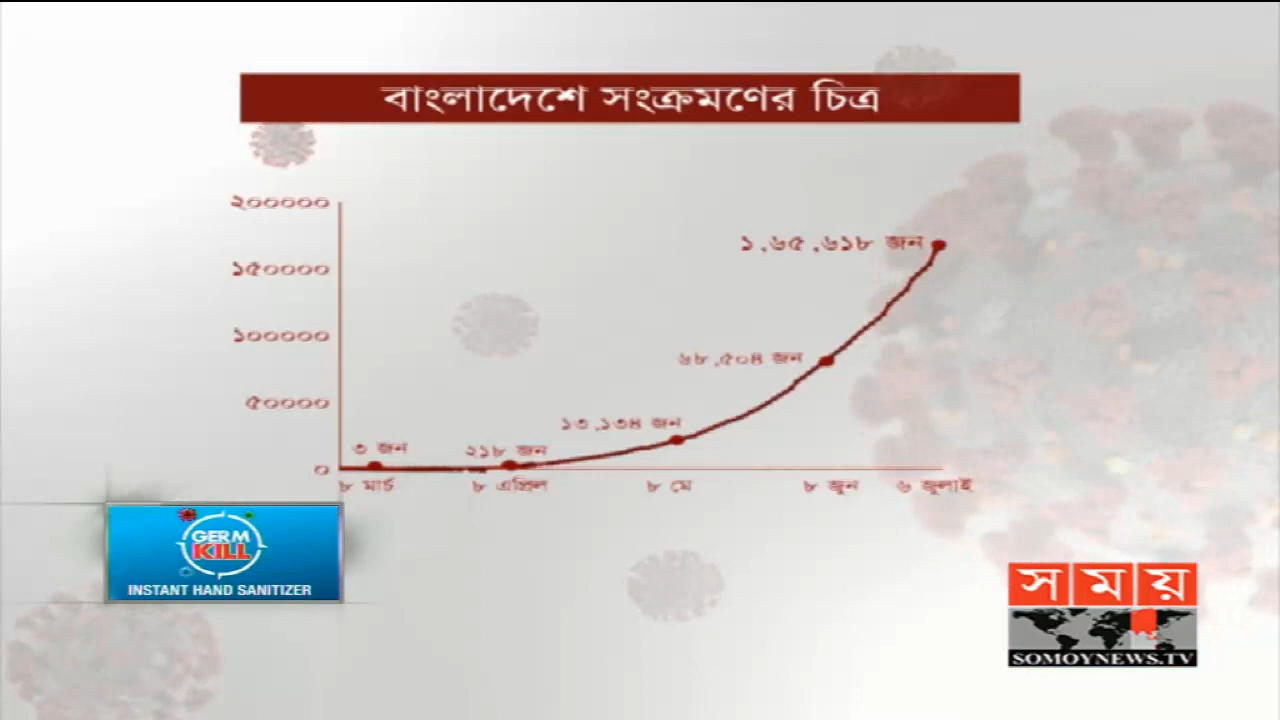 বাংলাদেশে সংক্রমণের চিত্র
২০০০০০
১,৬৫,৬১৮ জন
১৫০০০০
১০০০০০
৬৮,৫০৪ জন
৫০০০০
১৩,১৩৪ জন
৩ জন
২১৮ জন
০
৮ মার্চ
৮ এপ্রিল
৮ মে
৮ জুন
৬ জুলাই
GERM
KILL
INSTANT HAND SANITIZER
সময়
SOMOYNEWS.TV